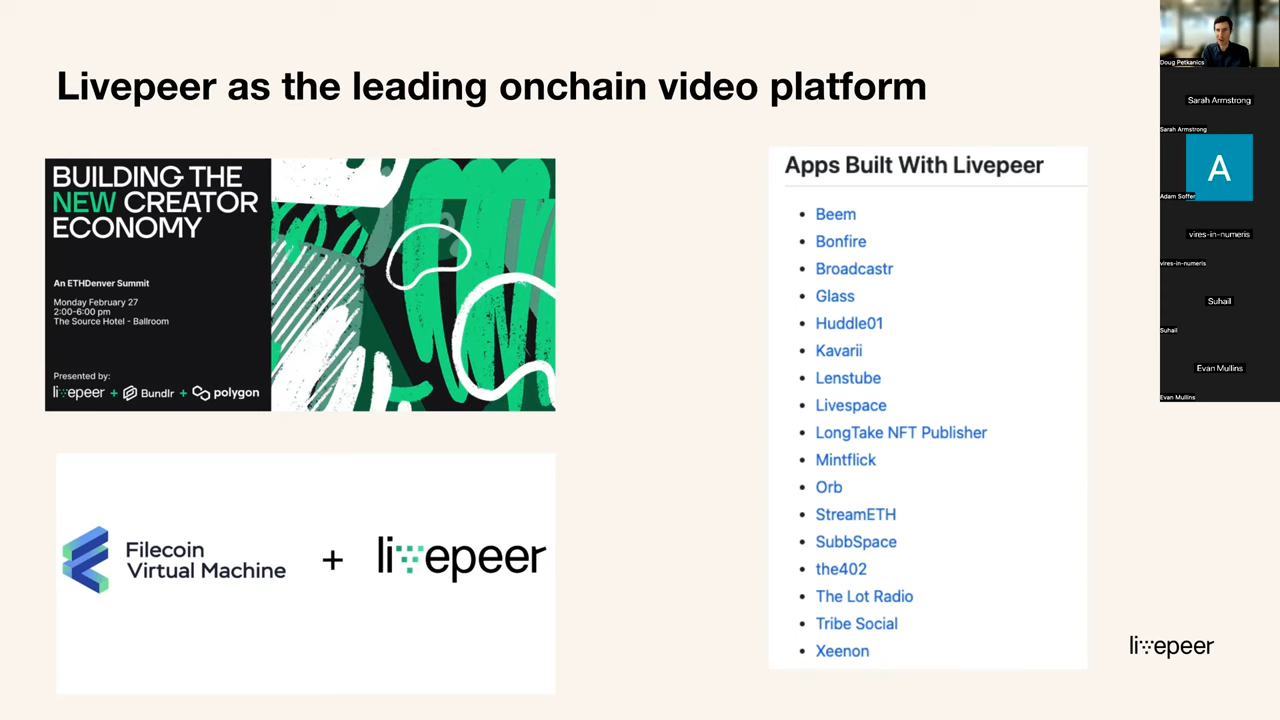 Livepeer as the leading onchain video platform
BUILDING THE
NEW CREATOR
ECONOMY
An ETHDenver Summit
Monday February 27
2:00-6:00 pm
The Source Hotel - Ballroom
Presented by:
livepeer + Bundlr + polygon
Filecoin
Virtual Machine
+
livepeer
Apps Built With Livepeer
• Beem
• Bonfire
• Broadcastr
• Glass
• Huddle01
• Kavarii
• Lenstube
• Livespace
• LongTake NFT Publisher
• Mintflick
• Orb
• StreamETH
• SubbSpace
• the402
• The Lot Radio
• Tribe Social
• Xeenon
livepeer
Doug Petkanics
Sarah Armstrong
Sarah Armstrong
A
Adam Soffer
vires-in-numeris
vires-in-numeris
Suhail
Suhail
Evan Mullins
Evan Mullins